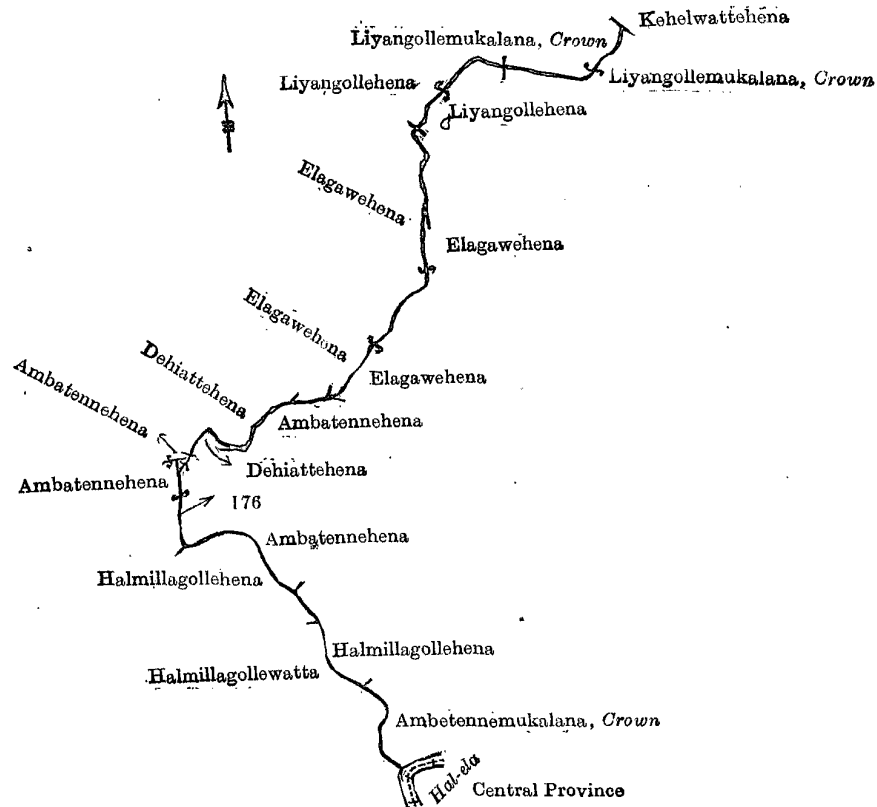 Kehelwattehena
Liyangollemukalana, Crown
Liyangollemukalana, Crown
Liyangollehena
Liyangollehena
Elagawehena
Elagawehena
Elagawehena
Elagawehena
Dehiattehena
Ambatennehena
Ambatennehena
Dehiattehena
Ambatennehena
176
Ambatennehena
Halmillagollehena
Halmillagollehena
Halmillagollewatta
Ambetennemukalana, Crown
Hal-ela
Central Province